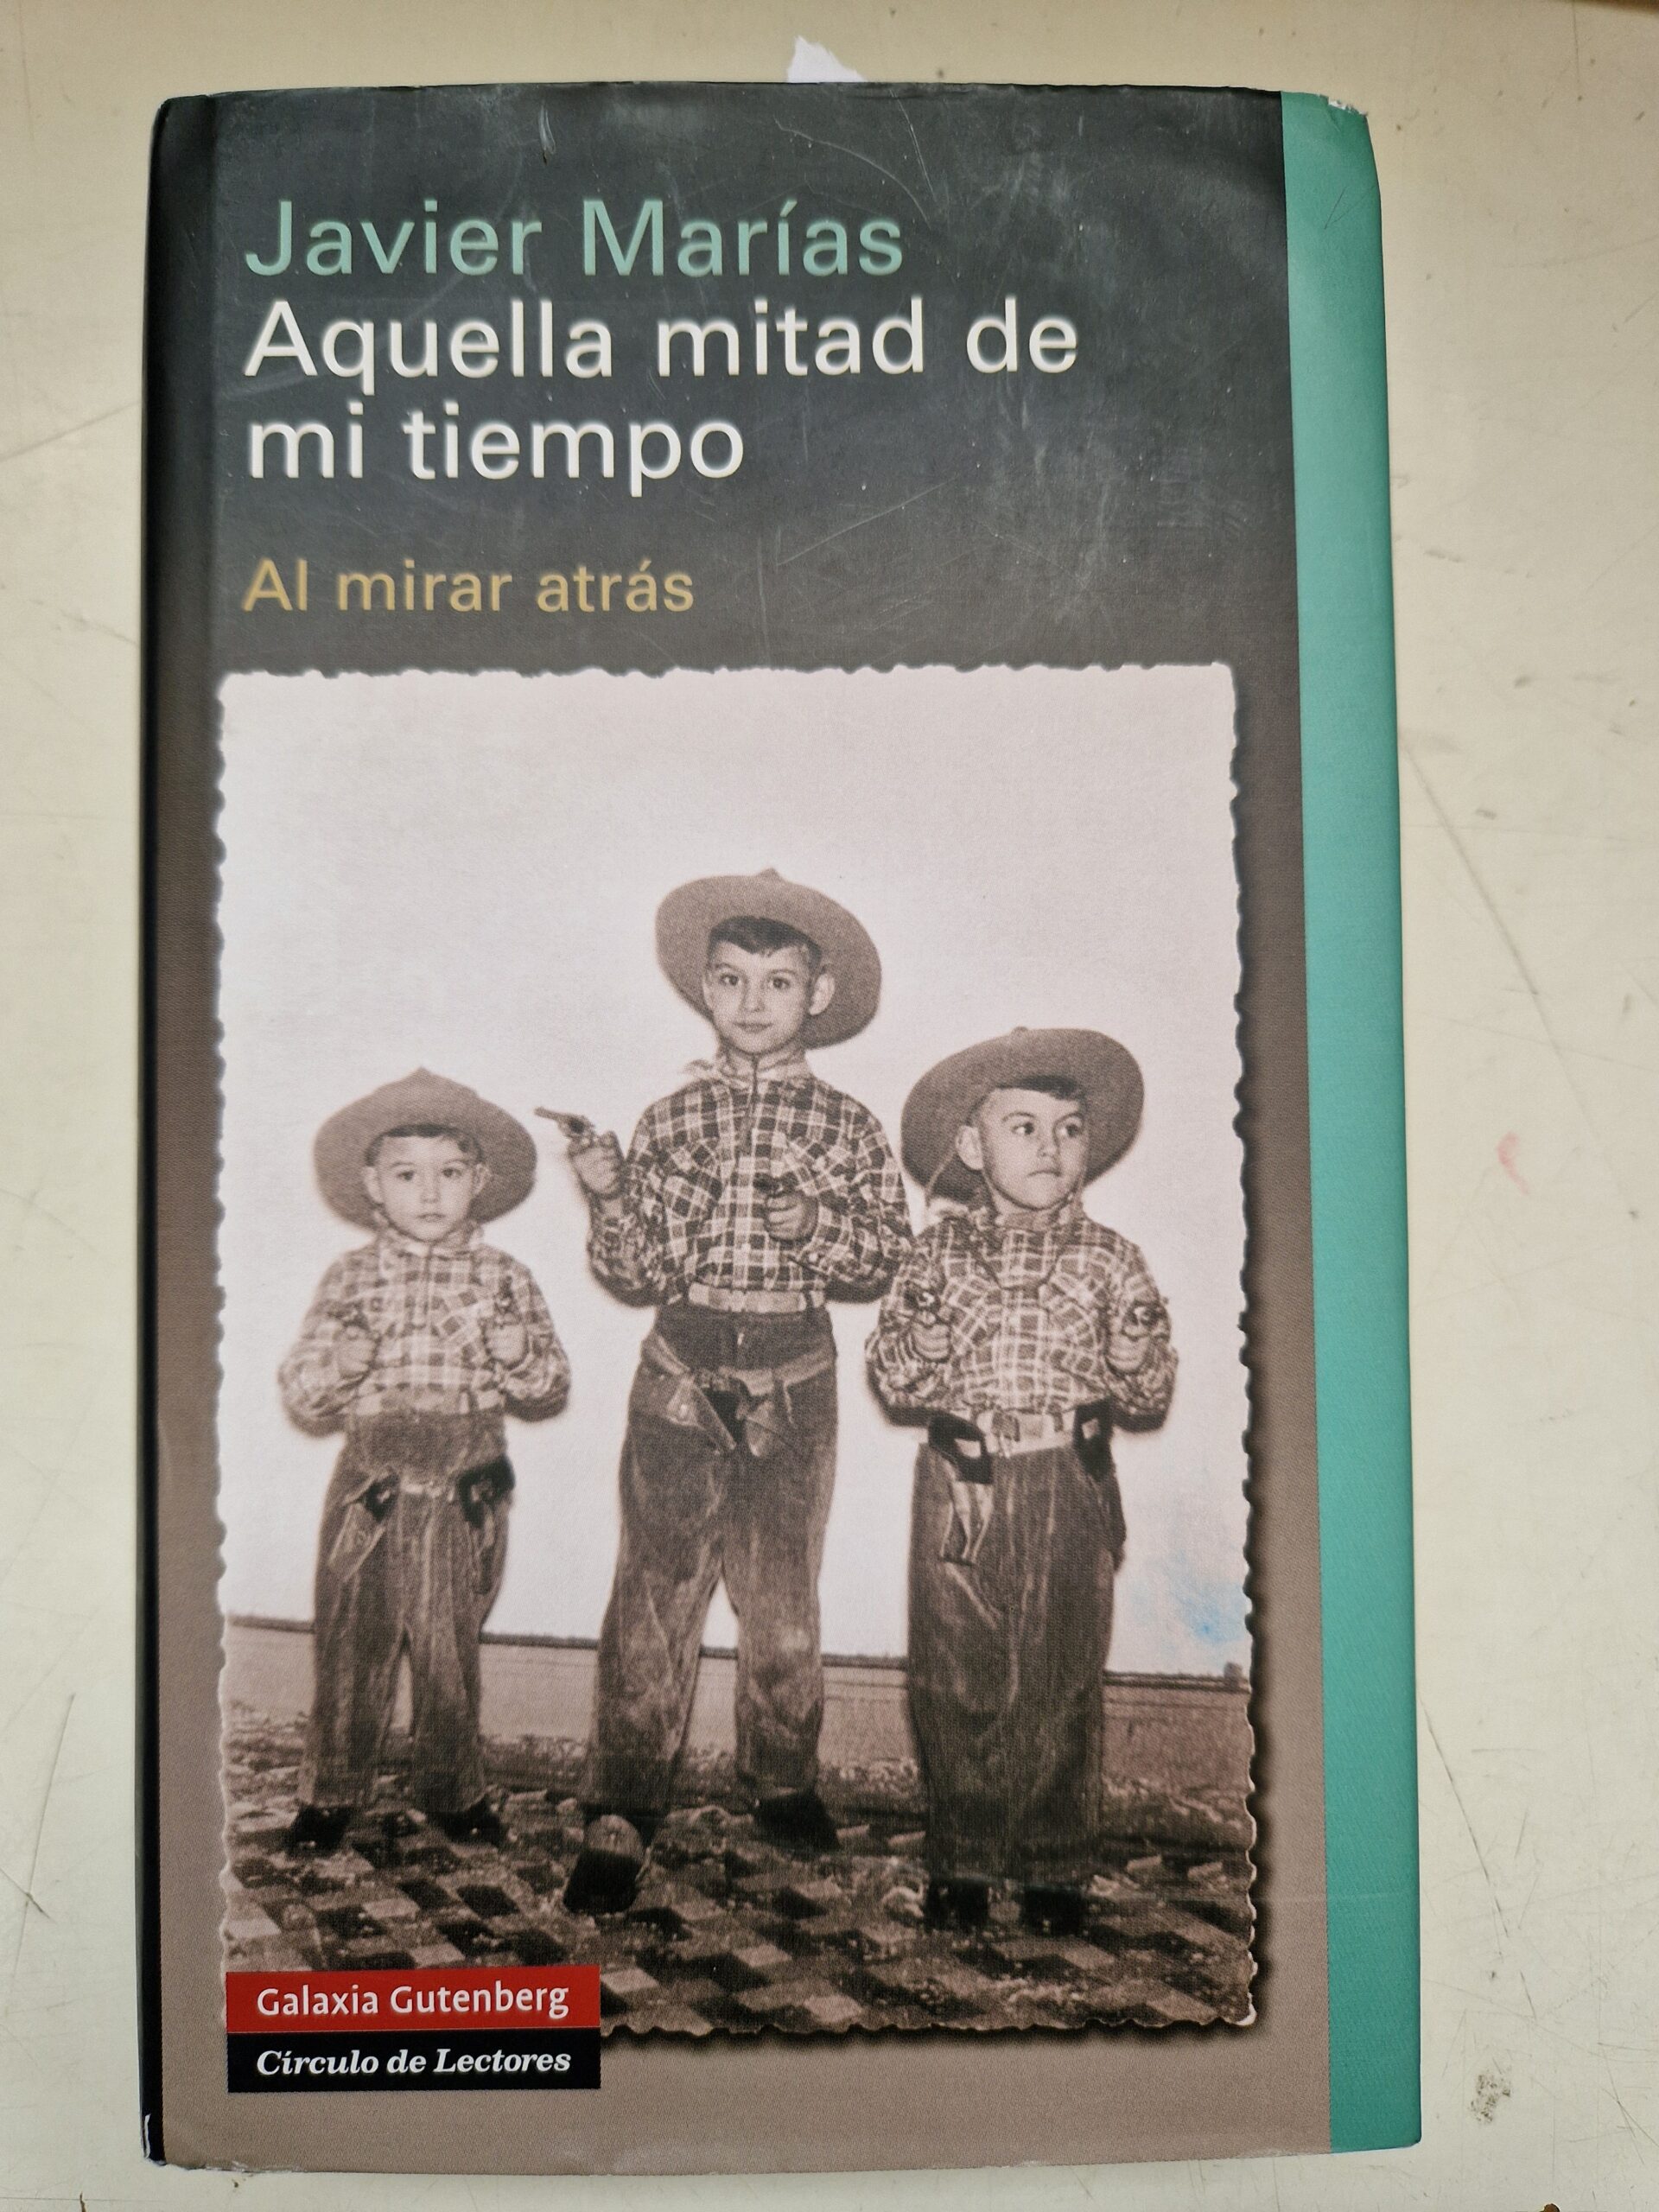 Javier Marías
Aquella mitad de
mi tiempo
Al mirar atrás
Galaxia Gutenberg
Círculo de Lectores